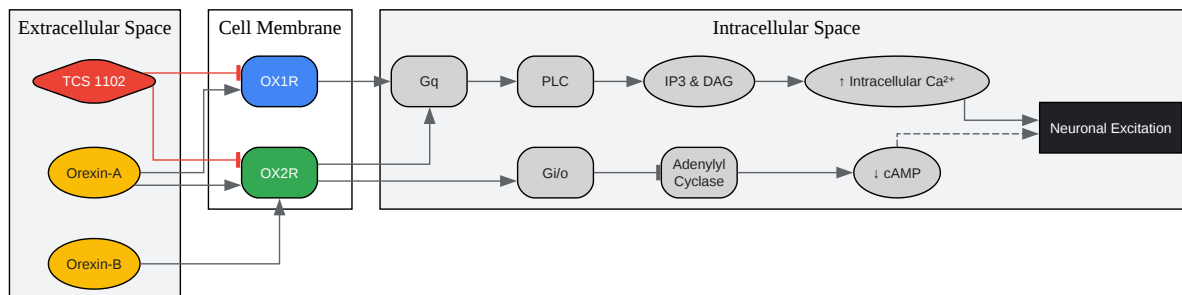 Extracellular Space
Cell Membrane
Intracellular Space
TCS 1102
OX1R
Gq
PLC
IP3 & DAG
↑ Intracellular Ca²⁺
Neuronal Excitation
Orexin-A
OX2R
Gi/o
Adenylyl
Cyclase
↓ cAMP
Orexin-B